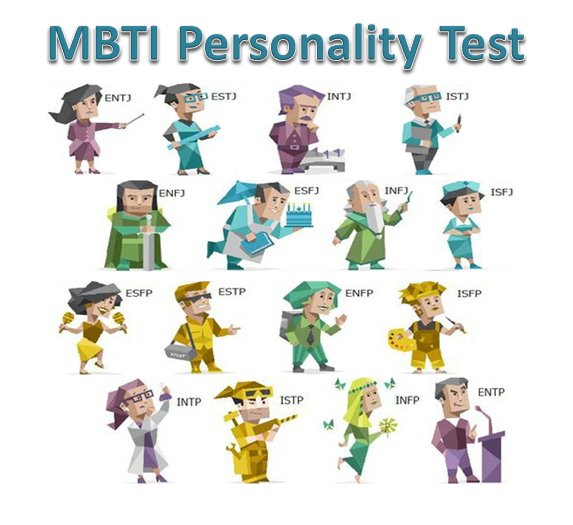 MBTI Personality Test
ENTJ ESTJ INTJ ISTJ
ENFJ ESFJ INFJ ISFJ
ESFP ESTP ENFP ISFP
INTP ISTP INFP ENTP